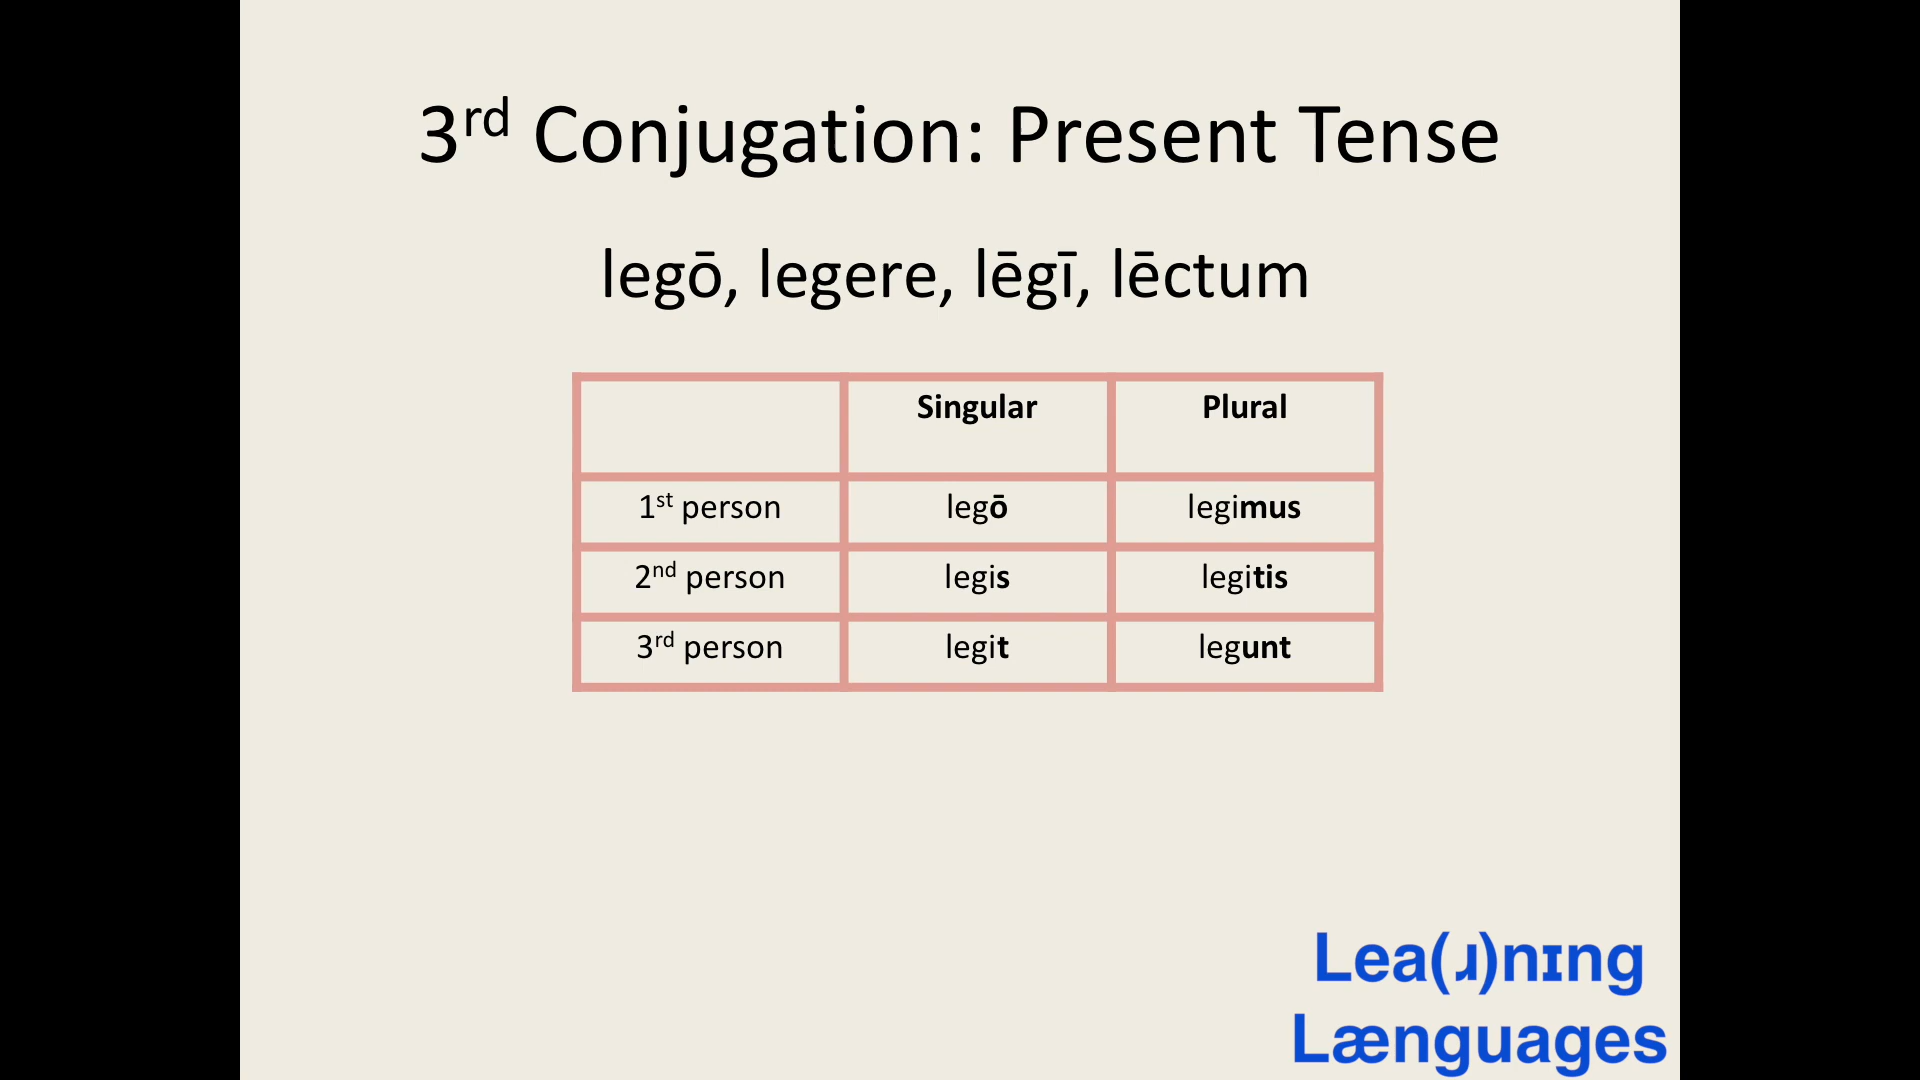 3rd Conjugation: Present Tense
legō, legere, lēgī, lēctum
Singular Plural
1st person legō legimus
2nd person legis legitis
3rd person legit legunt
Lea(ɹ)nɪng
Længuages